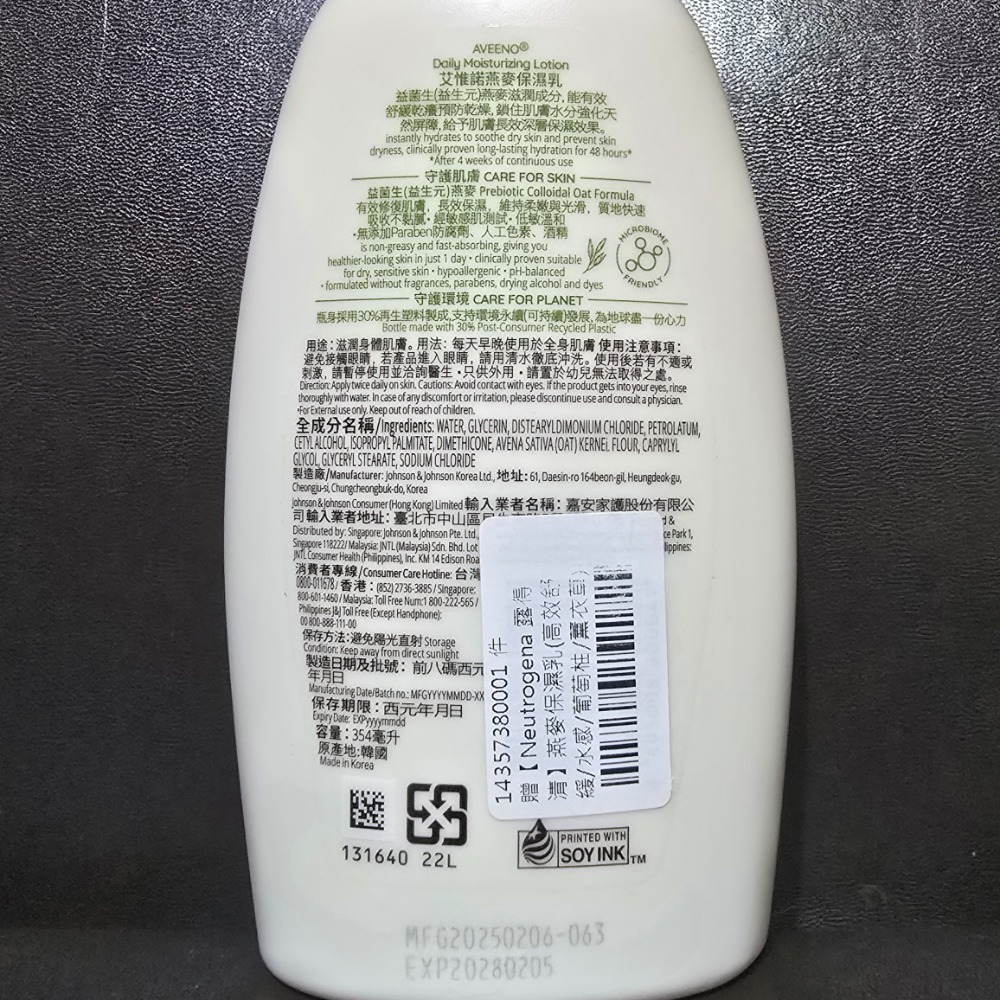 AVEENO®
Daily Moisturizing Lotion
艾惟諾燕麥保濕乳
益菌生(益生元)燕麥滋潤成分, 能有效
舒緩乾癢預防乾燥, 鎖住肌膚水分強化天
然屏障, 給予肌膚長效深層保濕效果。
instantly hydrates to soothe dry skin and prevent skin
dryness, clinically proven long-lasting hydration for 48 hours*
*After 4 weeks of continuous use
守護肌膚 CARE FOR SKIN
益菌生(益生元)燕麥 Prebiotic Colloidal Oat Formula
有效修復肌膚, 長效保濕, 維持柔嫩與光滑, 質地快速
吸收不黏膩·經敏感肌測試·低敏溫和
·無添加Paraben防腐劑、人工色素、酒精
is non-greasy and fast-absorbing, giving you
healthier-looking skin in just 1 day · clinically proven suitable
for dry, sensitive skin · hypoallergenic · pH-balanced
· formulated without fragrances, parabens, drying alcohol and dyes
MICROBIOME
FRIENDLY
守護環境 CARE FOR PLANET
瓶身採用30%再生塑料製成,支持環境永續(可持續)發展,為地球盡一份心力
Bottle made with 30% Post-Consumer Recycled Plastic
用途:滋潤身體肌膚。用法: 每天早晚使用於全身肌膚 使用注意事項:
避免接觸眼睛, 若產品進入眼睛, 請用清水徹底沖洗。使用後若有不適或
刺激, 請暫停使用並洽詢醫生·只供外用·請置於幼兒無法取得之處。
Direction: Apply twice daily on skin. Cautions: Avoid contact with eyes. If the product gets into your eyes, rinse
thoroughly with water. In case of any discomfort or irritation, please discontinue use and consult a physician.
·For External use only. Keep out of reach of children.
全成分名稱/Ingredients: WATER, GLYCERIN, DISTEARYLDIMONIUM CHLORIDE, PETROLATUM,
CETYL ALCOHOL, ISOPROPYL PALMITATE, DIMETHICONE, AVENA SATIVA (OAT) KERNEL FLOUR, CAPRYLYL
GLYCOL, GLYCERYL STEARATE, SODIUM CHLORIDE
製造廠/Manufacturer: Johnson & Johnson Korea Ltd., 地址: 61, Daesin-ro 164beon-gil, Heungdeok-gu,
Cheongju-si, Chungcheongbuk-do, Korea
Johnson & Johnson Consumer (Hong Kong) Limited 輸入業者名稱: 嘉安家護股份有限公
司 輸入業者地址: 臺北市中山區 d &
Distributed by: Singapore: Johnson & Johnson Pte. Ltd. ce Park 1,
Singapore 118222/ Malaysia: JNTL (Malaysia) Sdn. Bhd. Lot ilippines:
JNTL Consumer Health (Philippines), Inc. KM 14 Edison Roa
消費者專線/Consumer Care Hotline: 台灣
0800-011678/ 香港: (852) 2736-3885/ Singapore:
800-601-1460/ Malaysia: Toll Free Num:1 800-222-565/
Philippines J&J Toll Free (Except Handphone):
00 800-888-111-00
保存方法:避免陽光直射 Storage
Condition: Keep away from direct sunlight
製造日期及批號: 前八碼西元
年月日
Manufacturing Date/Batch no.: MFGYYYYMMDD-XX
保存期限: 西元年月日
Expiry Date: EXPyyyymmdd
容量: 354毫升
原產地:韓國
Made in Korea
14357380001 件
贈【Neutrogena 露得
清】燕麥保濕乳(高效舒
緩/水感/葡萄柚/薰衣草)
131640 22L
PRINTED WITH
SOY INK TM
MFG20250206-063
EXP20280205